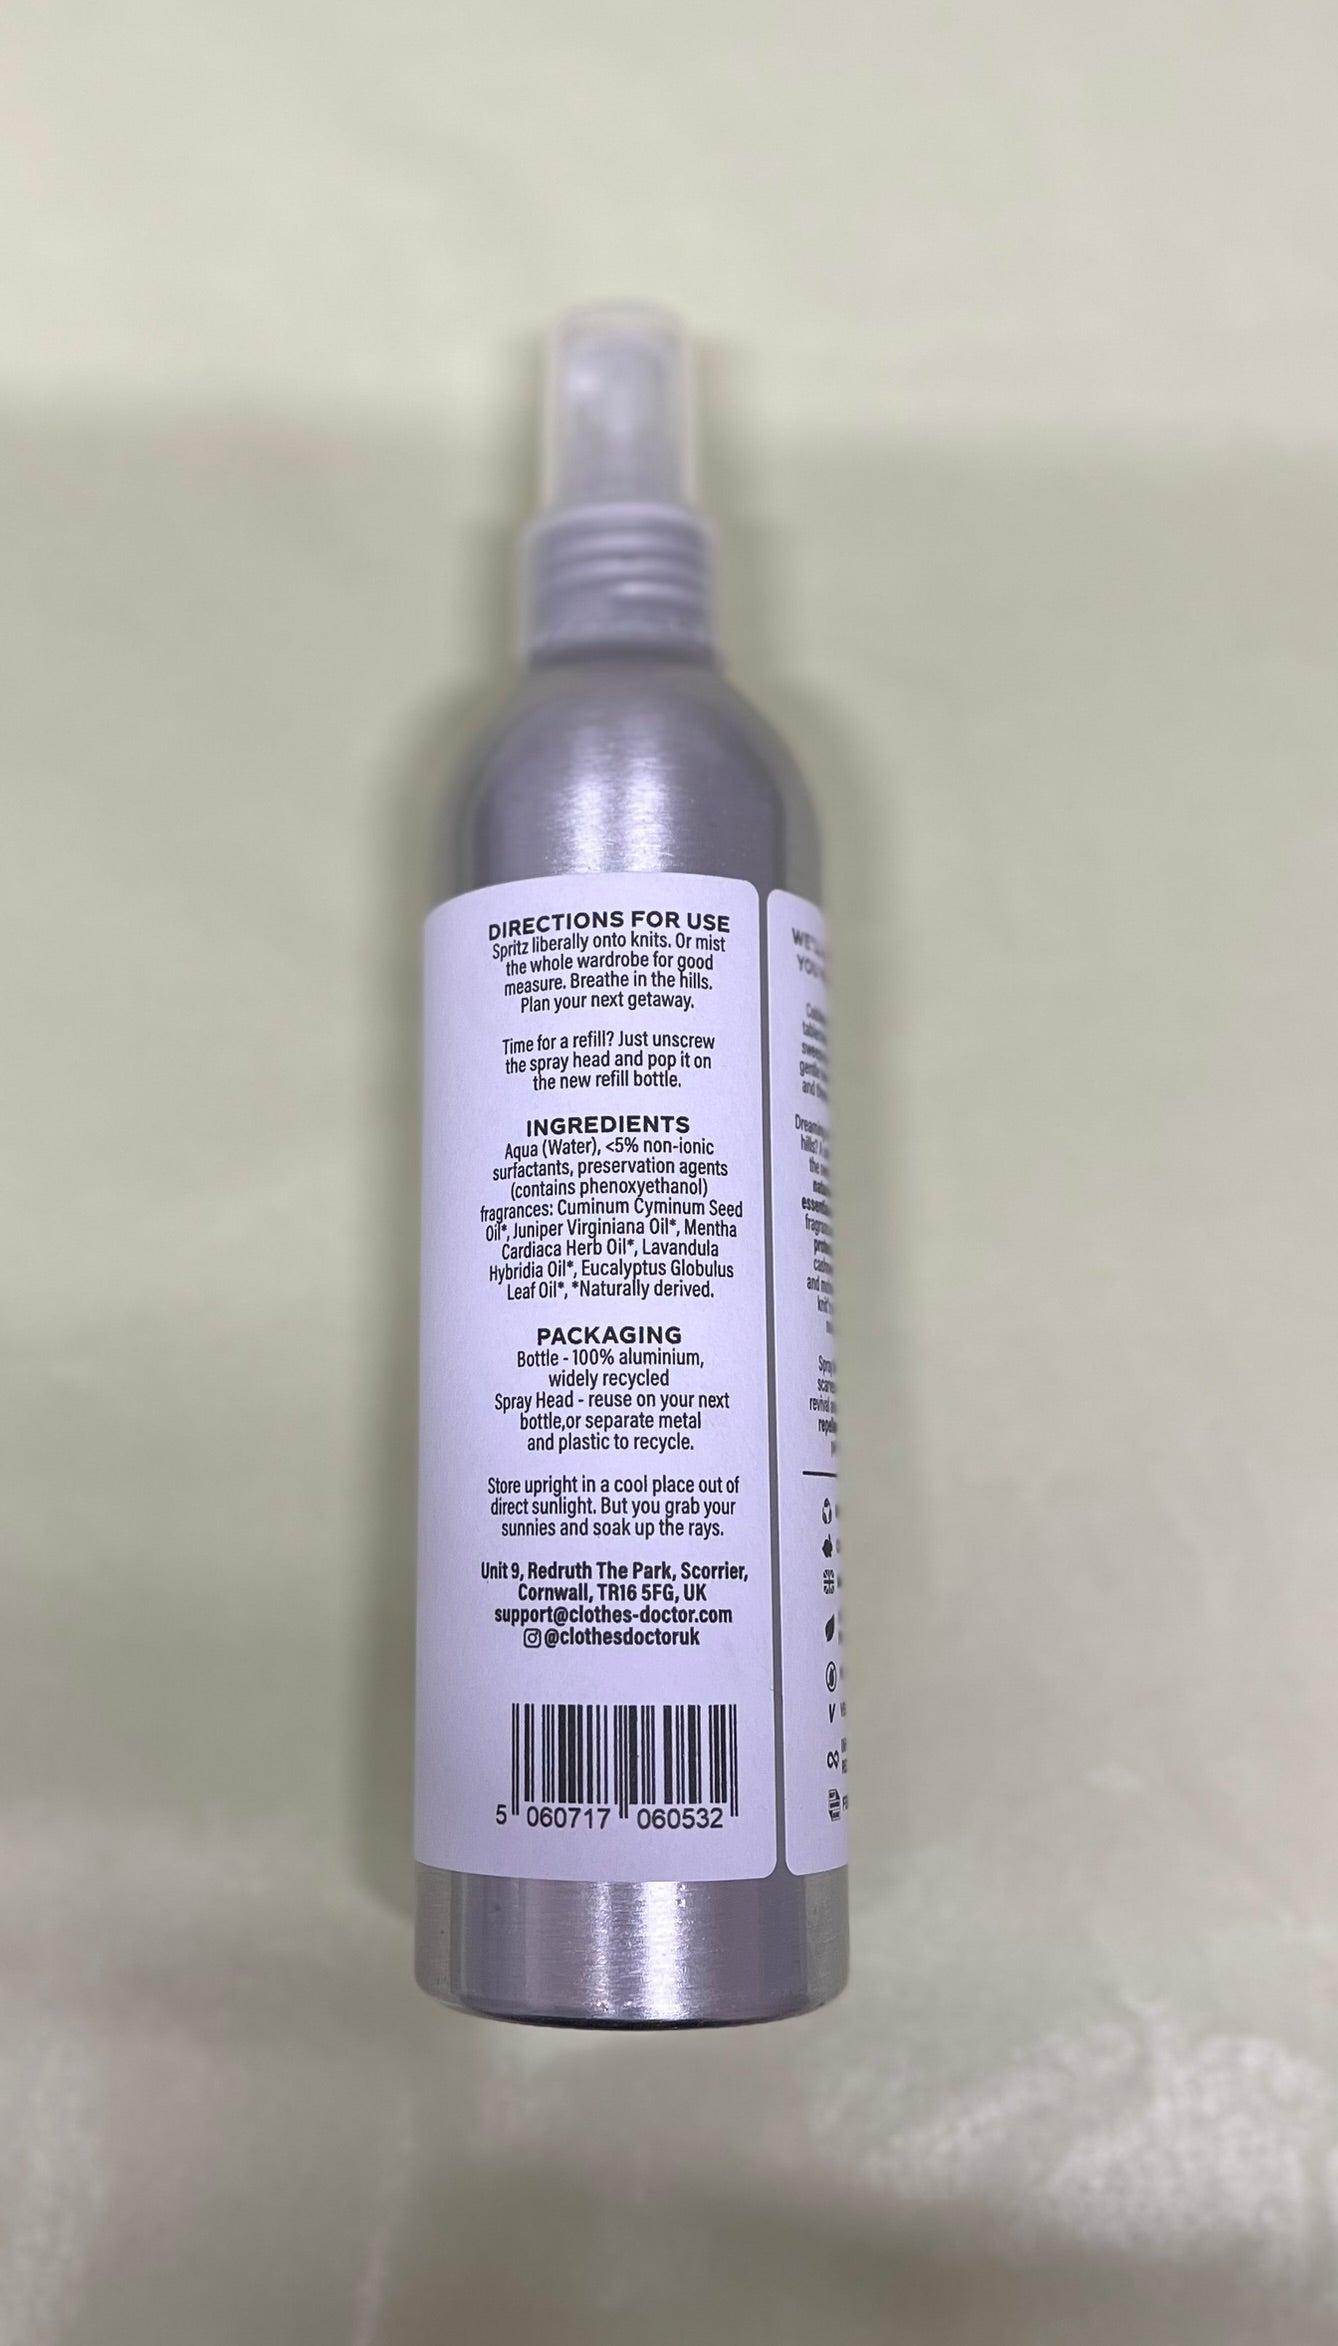 DIRECTIONS FOR USE
Spritz liberally onto knits. Or mist
the whole wardrobe for good
measure. Breathe in the hills.
Plan your next getaway.
Time for a refill? Just unscrew
the spray head and pop it on
the new refill bottle.
INGREDIENTS
Aqua (Water), <5% non-ionic
surfactants, preservation agents
(contains phenoxyethanol)
fragrances: Cuminum Cyminum Seed
Oil*, Juniper Virginiana Oil*, Mentha
Cardiaca Herb Oil*, Lavandula
Hybridia Oil*, Eucalyptus Globulus
Leaf Oil*, *Naturally derived.
PACKAGING
Bottle - 100% aluminium,
widely recycled
Spray Head - reuse on your next
bottle,or separate metal
and plastic to recycle.
Store upright in a cool place out of
direct sunlight. But you grab your
sunnies and soak up the rays.
Unit 9, Redruth The Park, Scorrier,
Cornwall, TR16 5FG, UK
support@clothes-doctor.com
@clothesdoctoruk
5 060717 060532
and
the
and